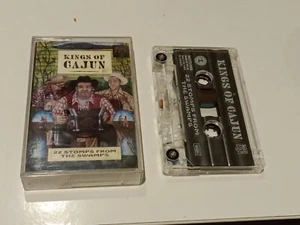 KINGS OF
CAJUN
22 STOMPS FROM
THE SWAMPS
KINGS OF CAJUN
22 STOMPS FROM
THE SWAMPS